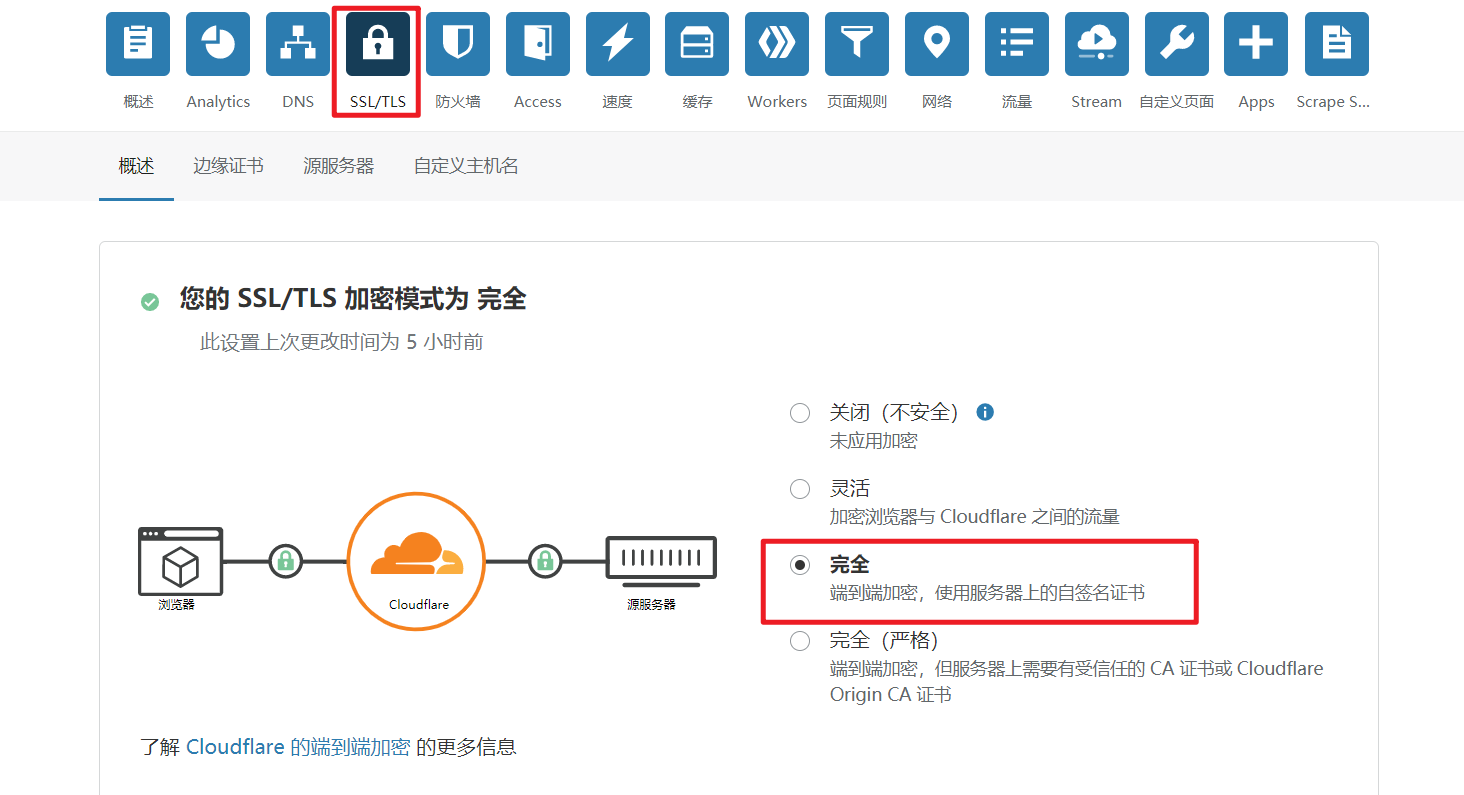 概述
Analytics
DNS
SSL/TLS
防火墙
Access
速度
缓存
Workers
页面规则
网络
流量
Stream
自定义页面
Apps
Scrape S...
概述
边缘证书
源服务器
自定义主机名
您的 SSL/TLS 加密模式为 完全
此设置上次更改时间为 5 小时前
关闭（不安全）
未应用加密
灵活
加密浏览器与 Cloudflare 之间的流量
完全
端到端加密，使用服务器上的自签名证书
完全（严格）
端到端加密，但服务器上需要有受信任的 CA 证书或 Cloudflare
Origin CA 证书
浏览器
Cloudflare
源服务器
了解 Cloudflare 的端到端加密 的更多信息